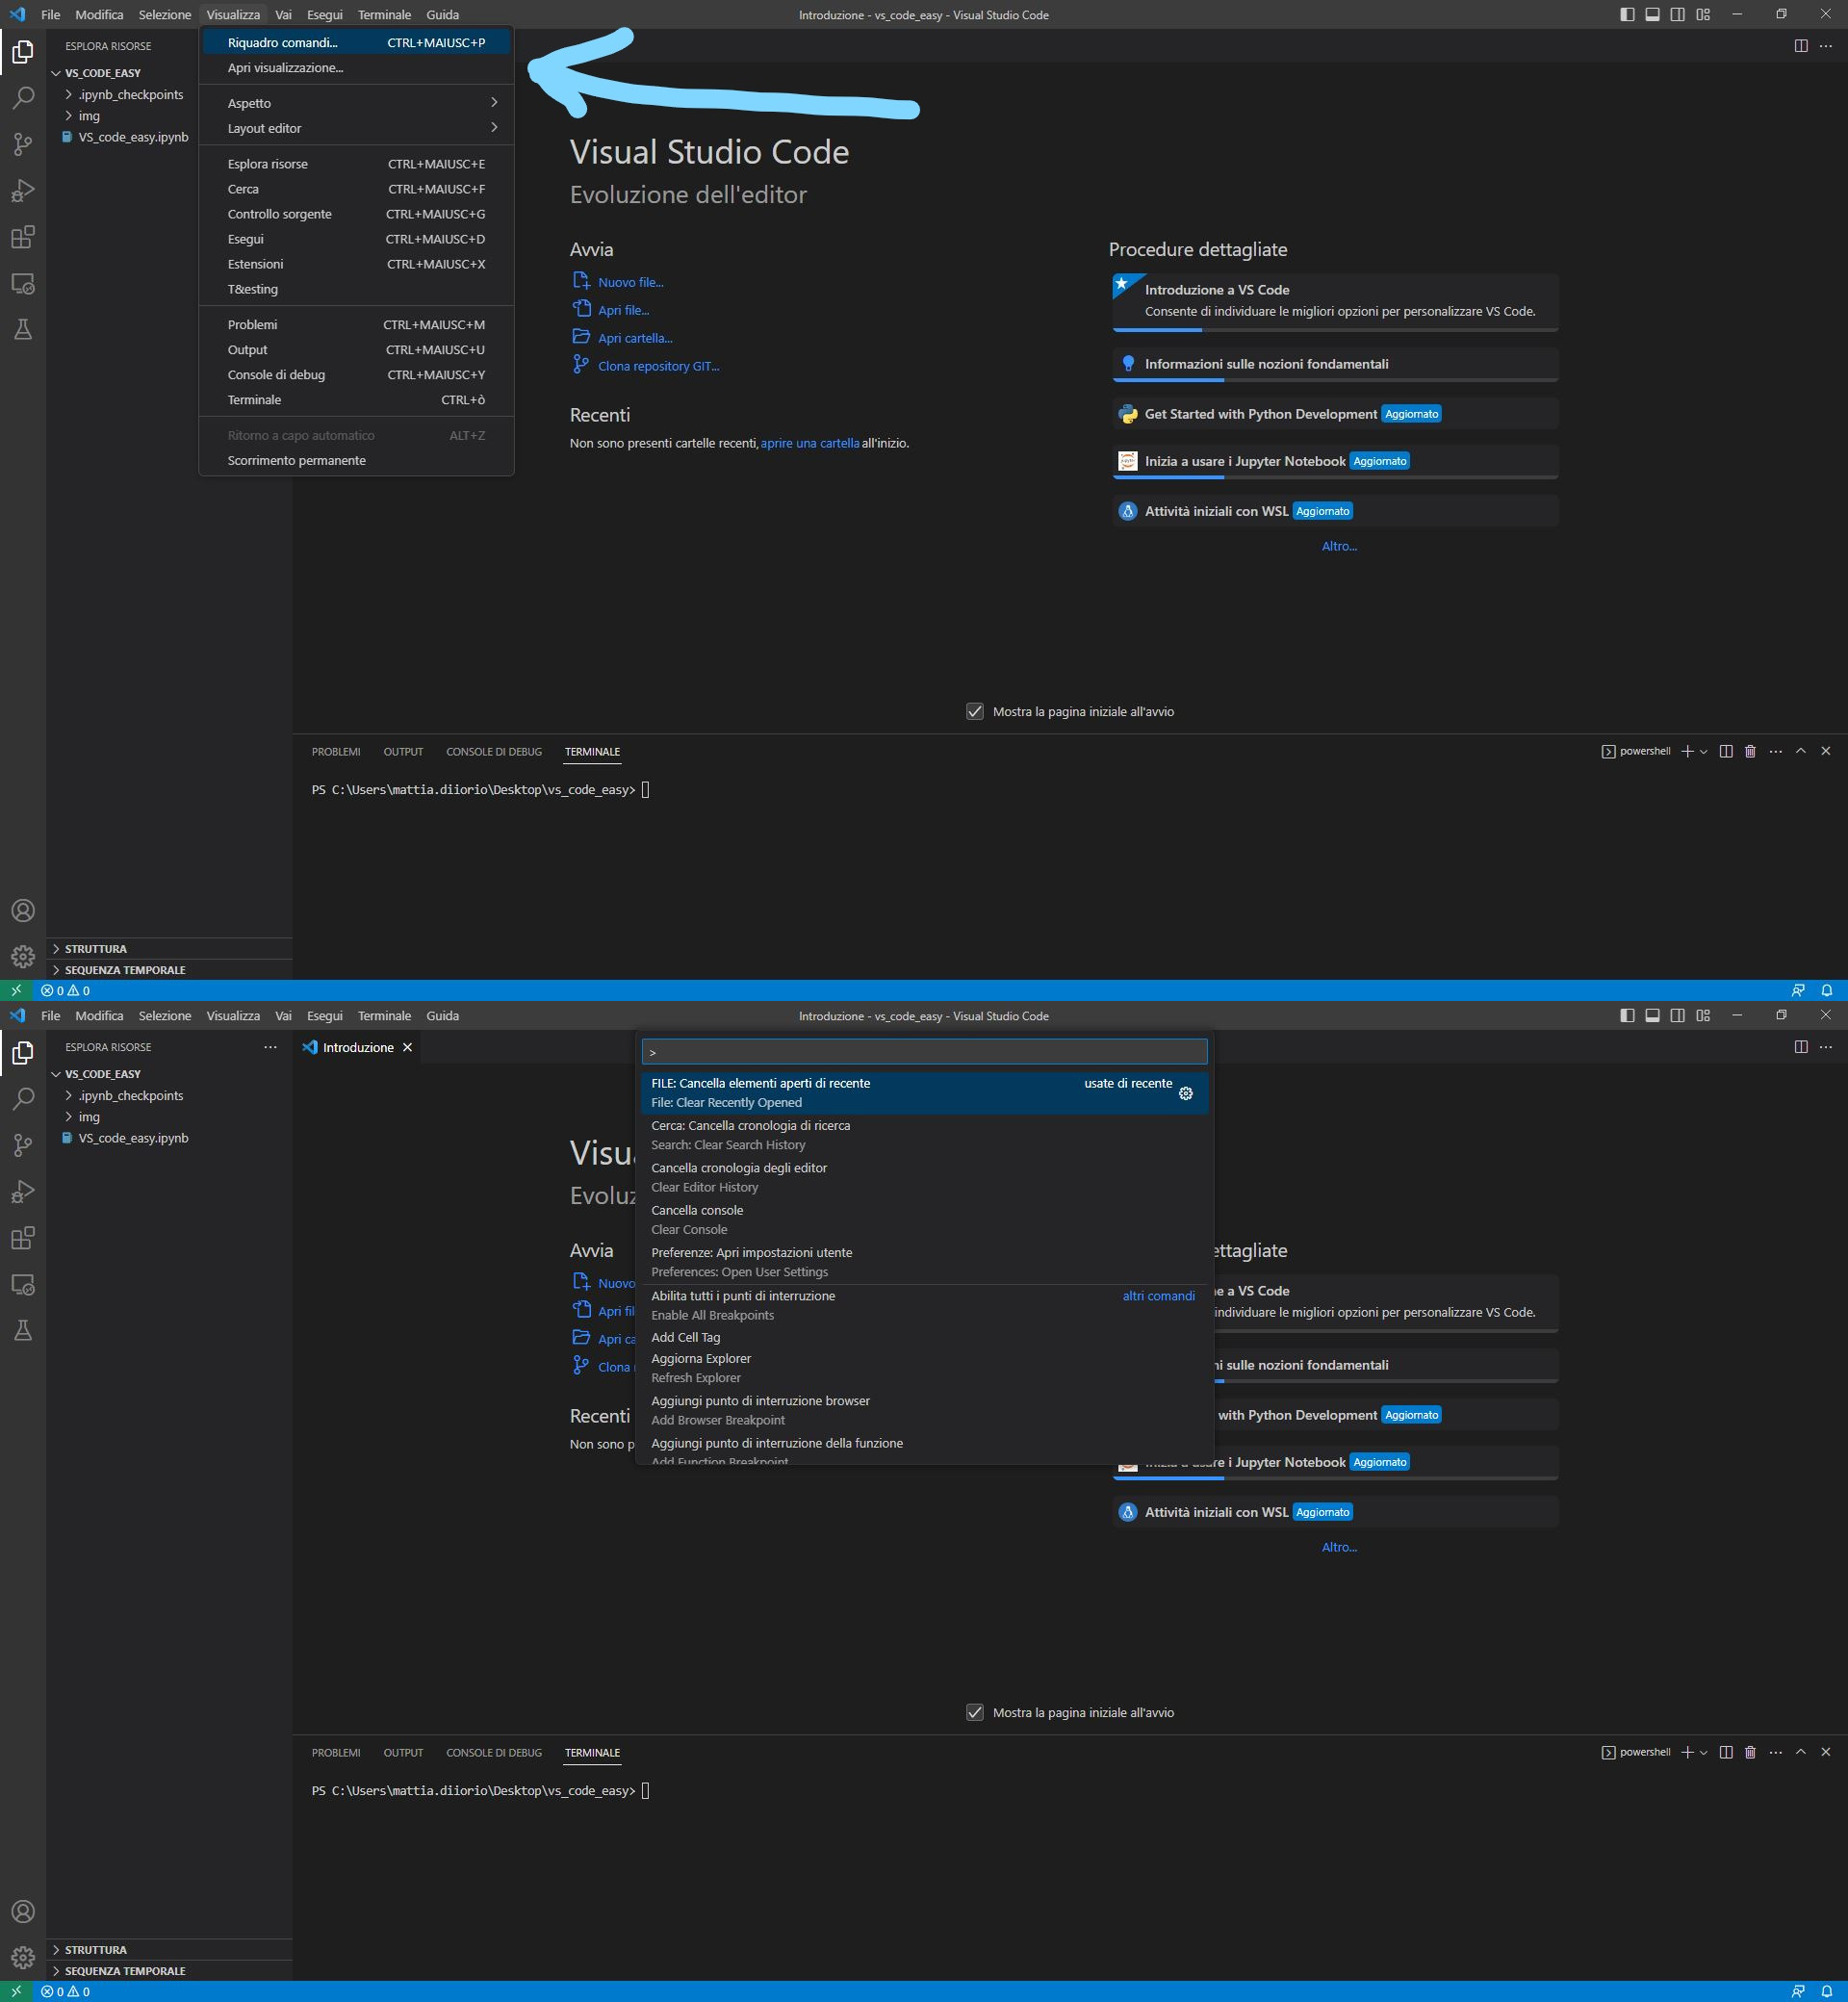 File Modifica Selezione Visualizza Vai Esegui Terminale Guida
Introduzione - vs_code_easy - Visual Studio Code
ESPLORA RISORSE
VS_CODE_EASY
.ipynb_checkpoints
img
VS_code_easy.ipynb
Riquadro comandi... CTRL+MAIUSC+P
Apri visualizzazione...
Aspetto
Layout editor
Esplora risorse CTRL+MAIUSC+E
Cerca CTRL+MAIUSC+F
Controllo sorgente CTRL+MAIUSC+G
Esegui CTRL+MAIUSC+D
Estensioni CTRL+MAIUSC+X
T&esting
Problemi CTRL+MAIUSC+M
Output CTRL+MAIUSC+U
Console di debug CTRL+MAIUSC+Y
Terminale CTRL+ò
Ritorno a capo automatico ALT+Z
Scorrimento permanente
Visual Studio Code
Evoluzione dell'editor
Avvia
Nuovo file...
Apri file...
Apri cartella...
Clona repository GIT...
Recenti
Non sono presenti cartelle recenti, aprire una cartella all'inizio.
Procedure dettagliate
Introduzione a VS Code
Consente di individuare le migliori opzioni per personalizzare VS Code.
Informazioni sulle nozioni fondamentali
Get Started with Python Development Aggiornato
Inizia a usare i Jupyter Notebook Aggiornato
Attività iniziali con WSL Aggiornato
Altro...
Mostra la pagina iniziale all'avvio
PROBLEMI OUTPUT CONSOLE DI DEBUG TERMINALE
powershell
PS C:\Users\mattia.diiorio\Desktop\vs_code_easy>
STRUTTURA
SEQUENZA TEMPORALE
0 0
File Modifica Selezione Visualizza Vai Esegui Terminale Guida
Introduzione - vs_code_easy - Visual Studio Code
ESPLORA RISORSE
VS_CODE_EASY
.ipynb_checkpoints
img
VS_code_easy.ipynb
Introduzione
>
FILE: Cancella elementi aperti di recente usate di recente
File: Clear Recently Opened
Cerca: Cancella cronologia di ricerca
Search: Clear Search History
Cancella cronologia degli editor
Clear Editor History
Cancella console
Clear Console
Preferenze: Apri impostazioni utente
Preferences: Open User Settings
Abilita tutti i punti di interruzione altri comandi
Enable All Breakpoints
Add Cell Tag
Aggiorna Explorer
Refresh Explorer
Aggiungi punto di interruzione browser
Add Browser Breakpoint
Aggiungi punto di interruzione della funzione
Add Function Breakpoint
Visu
Evoluz
Avvia
Nuovo
Apri fil
Apri ca
Clona
Recenti
Non sono p
ettagliate
e a VS Code
individuare le migliori opzioni per personalizzare VS Code.
ni sulle nozioni fondamentali
with Python Development Aggiornato
Inizia a usare i Jupyter Notebook Aggiornato
Attività iniziali con WSL Aggiornato
Altro...
Mostra la pagina iniziale all'avvio
PROBLEMI OUTPUT CONSOLE DI DEBUG TERMINALE
powershell
PS C:\Users\mattia.diiorio\Desktop\vs_code_easy>
STRUTTURA
SEQUENZA TEMPORALE
0 0